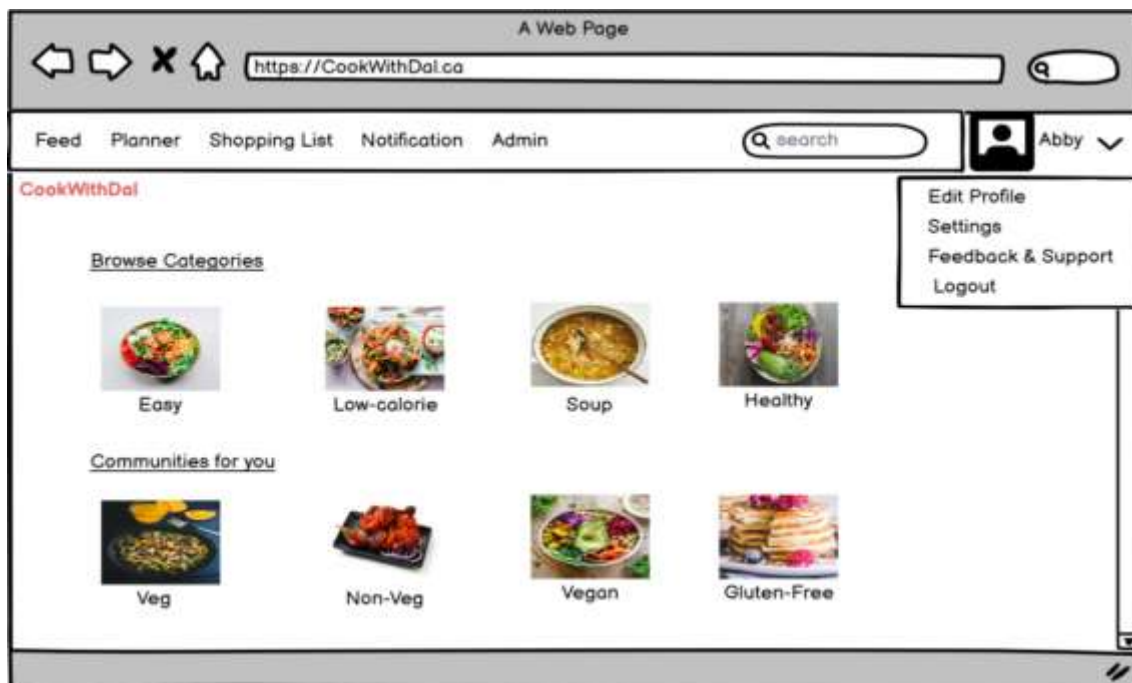 A Web Page
https://CookWithDal.ca
Feed Planner Shopping List Notification Admin search Abby
CookWithDal
Edit Profile
Settings
Feedback & Support
Logout
Browse Categories
Easy Low-calorie Soup Healthy
Communities for you
Veg Non-Veg Vegan Gluten-Free